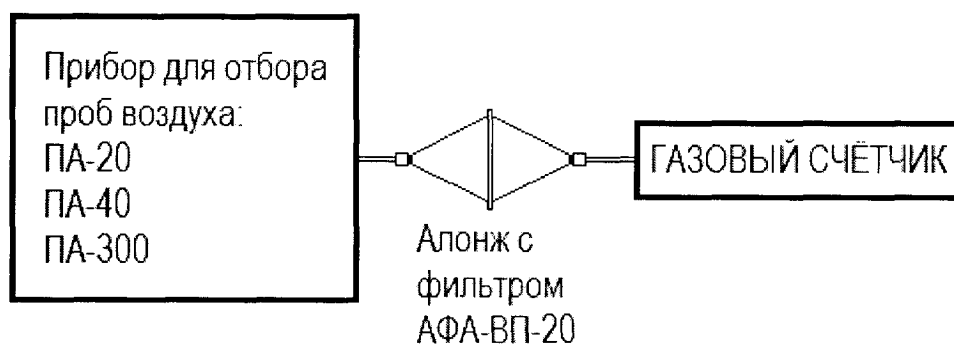 Прибор для отбора
проб воздуха:
ПА-20
ПА-40
ПА-300
ГАЗОВЫЙ СЧЁТЧИК
Алонж с
фильтром
АФА-ВП-20